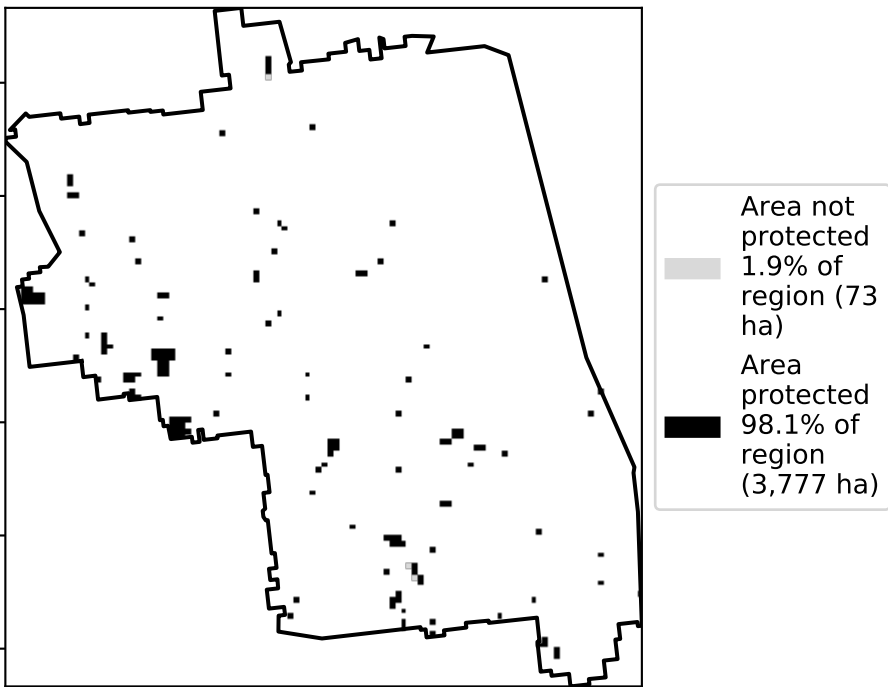 Area not
protected
1.9% of
region (73
ha)
Area
protected
98.1% of
region
(3,777 ha)